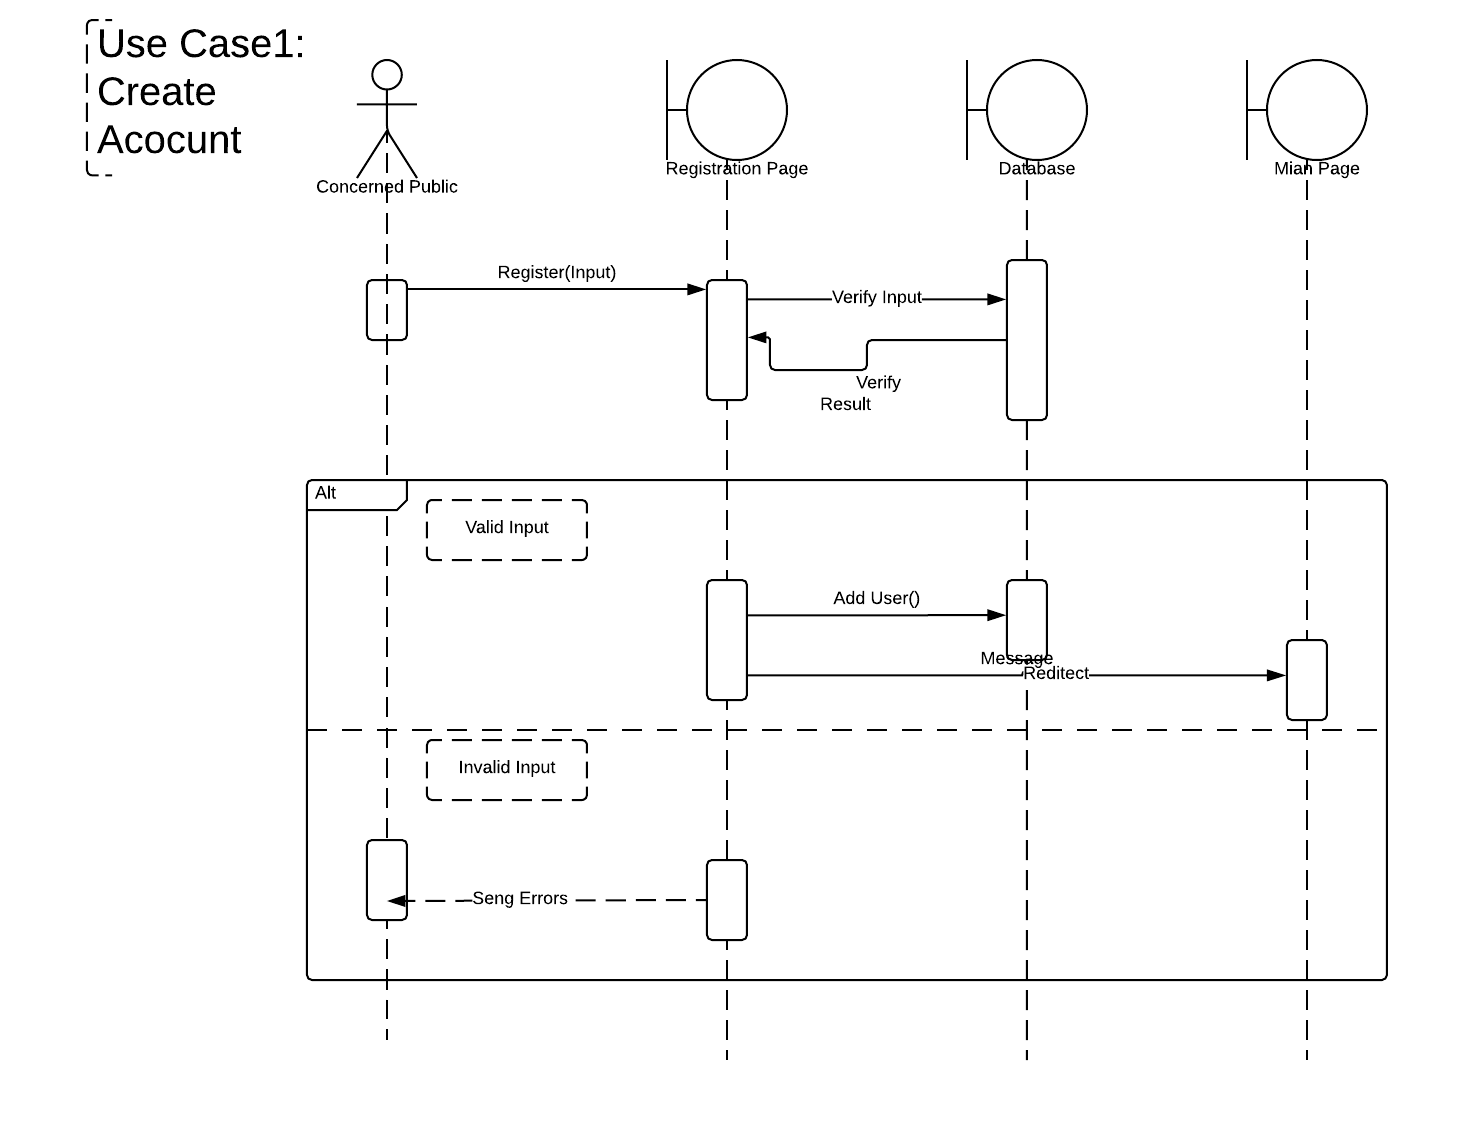 Use Case1:
Create
Acocunt
Concerned Public
Registration Page
Database
Mian Page
Register(Input)
Verify Input
Verify
Result
Alt
Valid Input
Add User()
Message
Reditect
Invalid Input
Seng Errors